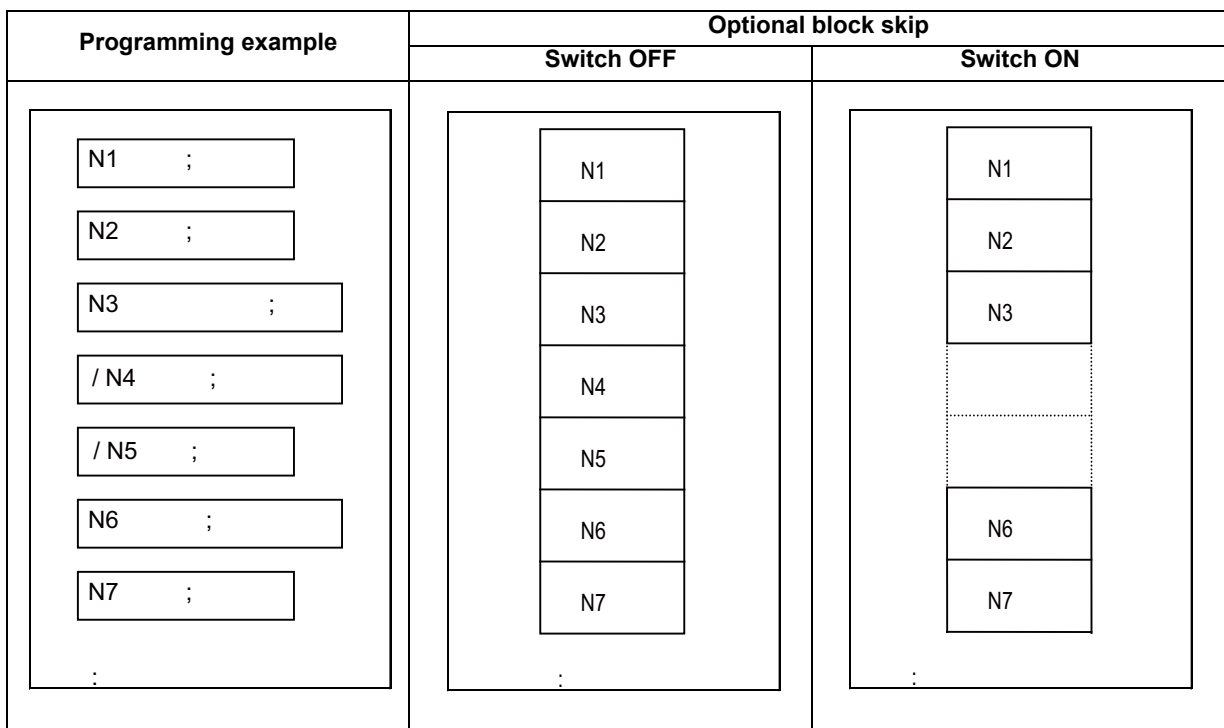 Programming example
Optional block skip
Switch OFF
Switch ON
N1 ;
N2 ;
N3 ;
/ N4 ;
/ N5 ;
N6 ;
N7 ;
:
N1
N2
N3
N4
N5
N6
N7
:
N1
N2
N3
N6
N7
: